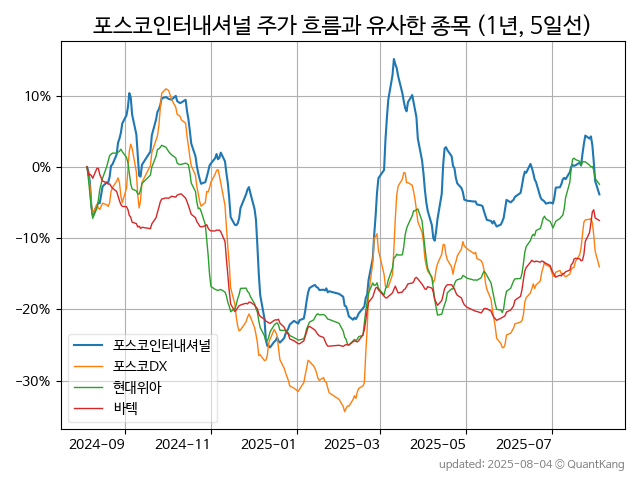 포스코인터내셔널 주가 흐름과 유사한 종목 (1년, 5일선)
10%
0%
−10%
−20%
−30%
포스코인터내셔널
포스코DX
현대위아
바텍
2024-09
2024-11
2025-01
2025-03
2025-05
2025-07
updated: 2025-08-04 © QuantKang